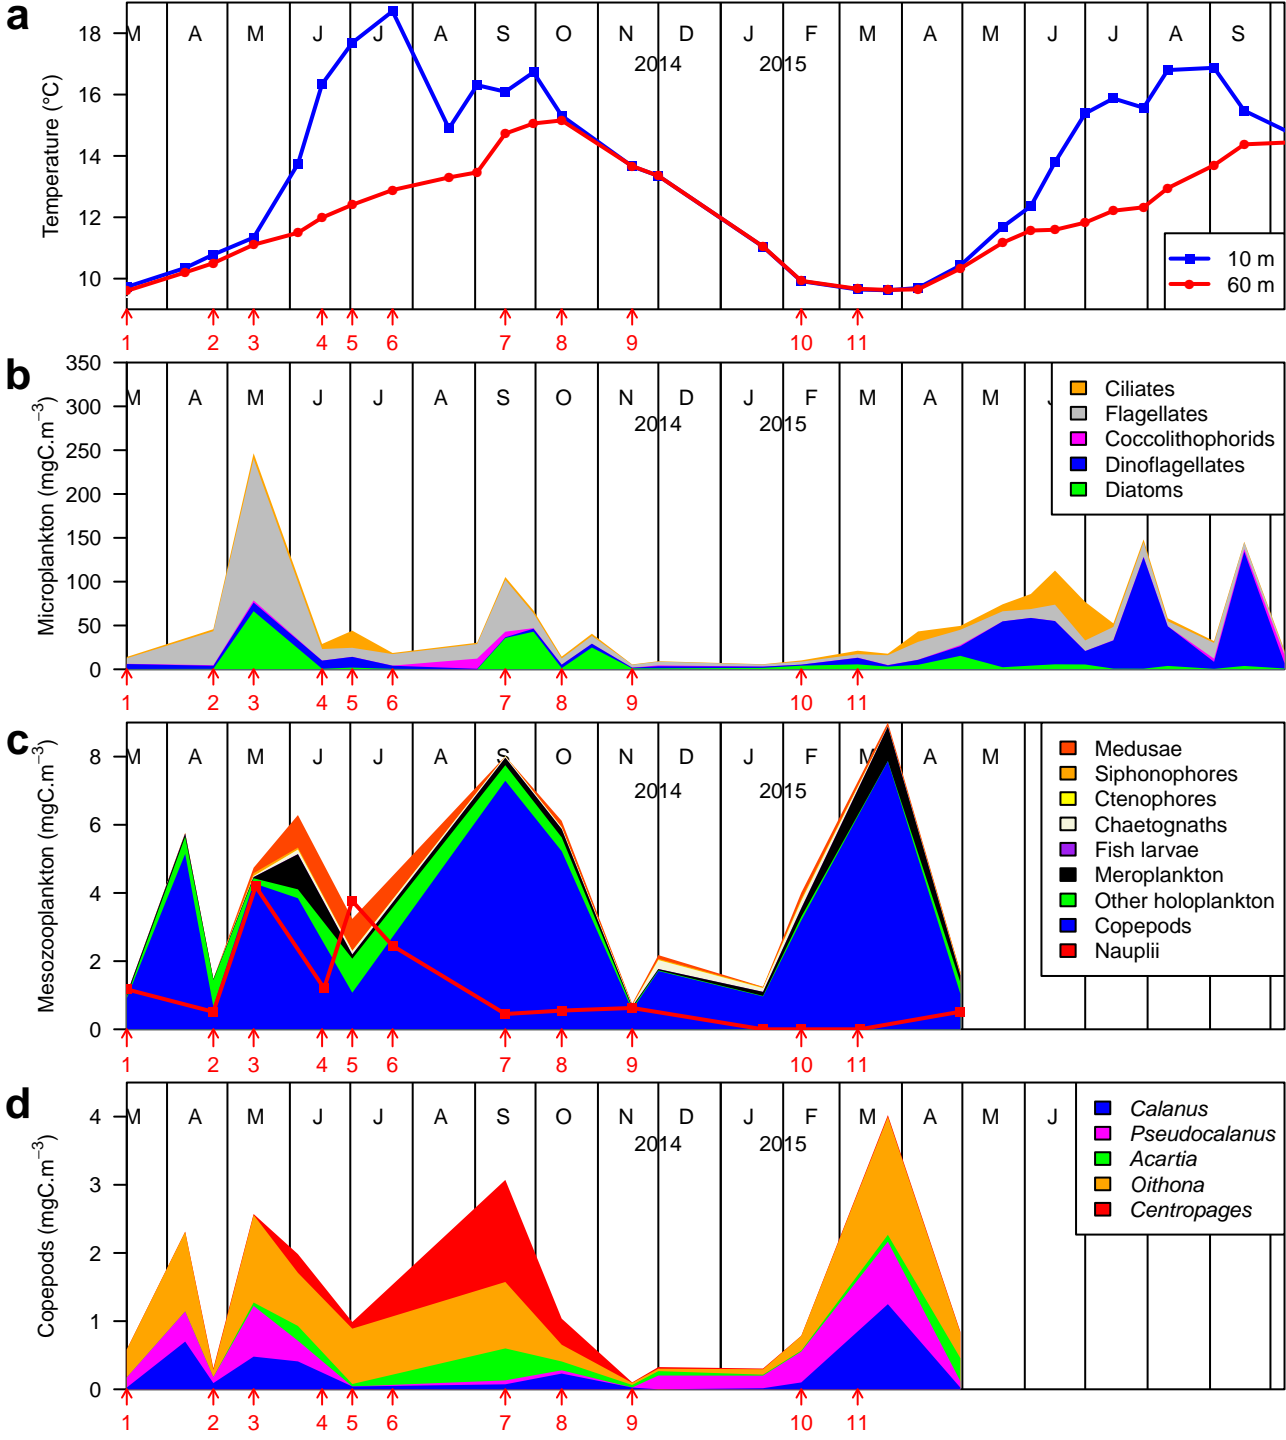 a
18
16
14
12
10
Temperature (°C)
M A M J J A S O N D J F M A M J J A S
2014 2015
10 m
60 m
1 2 3 4 5 6 7 8 9 10 11
b
350
300
250
200
150
100
50
0
Microplankton (mgC.m−3)
M A M J J A S O N D J F M A M J
2014 2015
Ciliates
Flagellates
Coccolithophorids
Dinoflagellates
Diatoms
1 2 3 4 5 6 7 8 9 10 11
c
8
6
4
2
0
Mesozooplankton (mgC.m−3)
M A M J J A S O N D J F M A M
2014 2015
Medusae
Siphonophores
Ctenophores
Chaetognaths
Fish larvae
Meroplankton
Other holoplankton
Copepods
Nauplii
1 2 3 4 5 6 7 8 9 10 11
d
4
3
2
1
0
Copepods (mgC.m−3)
M A M J J A S O N D J F M A M J
2014 2015
Calanus
Pseudocalanus
Acartia
Oithona
Centropages
1 2 3 4 5 6 7 8 9 10 11